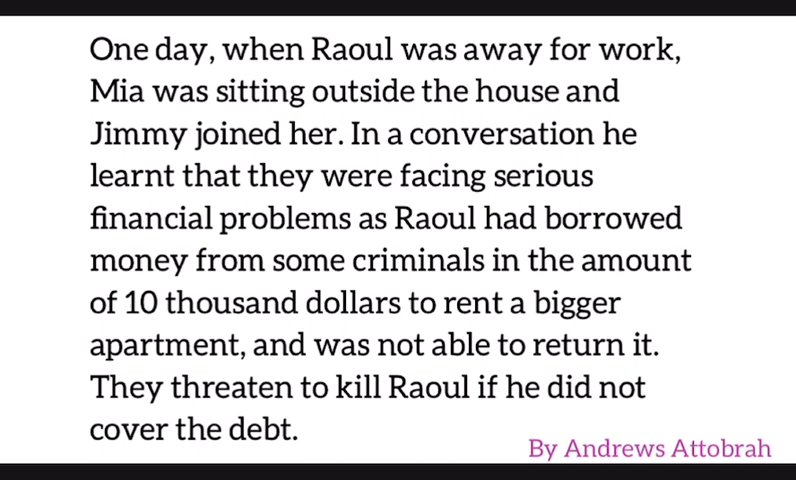 One day, when Raoul was away for work,
Mia was sitting outside the house and
Jimmy joined her. In a conversation he
learnt that they were facing serious
financial problems as Raoul had borrowed
money from some criminals in the amount
of 10 thousand dollars to rent a bigger
apartment, and was not able to return it.
They threaten to kill Raoul if he did not
cover the debt.
By Andrews Attobrah